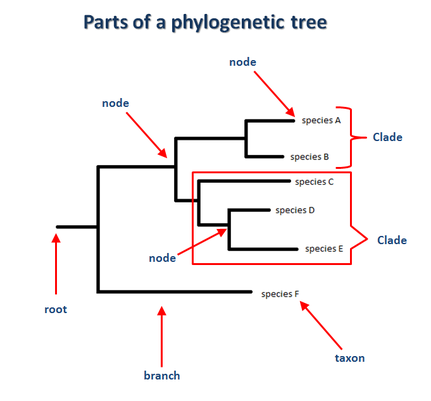 Parts of a phylogenetic tree
node
node
species A
Clade
species B
species C
species D
Clade
species E
node
species F
root
taxon
branch